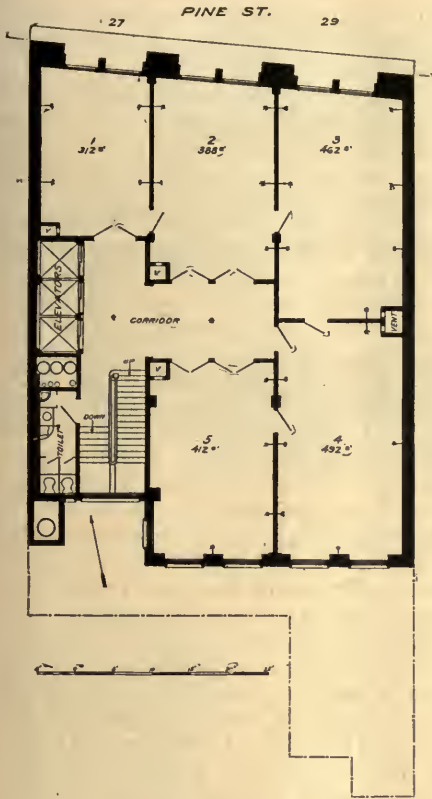 PINE ST.
27
29
1
312
2
388
3
462
V
ELEVATORS
V
CORRIDOR
VENT
V
UP
DOWN
TOILET
5
412
4
492